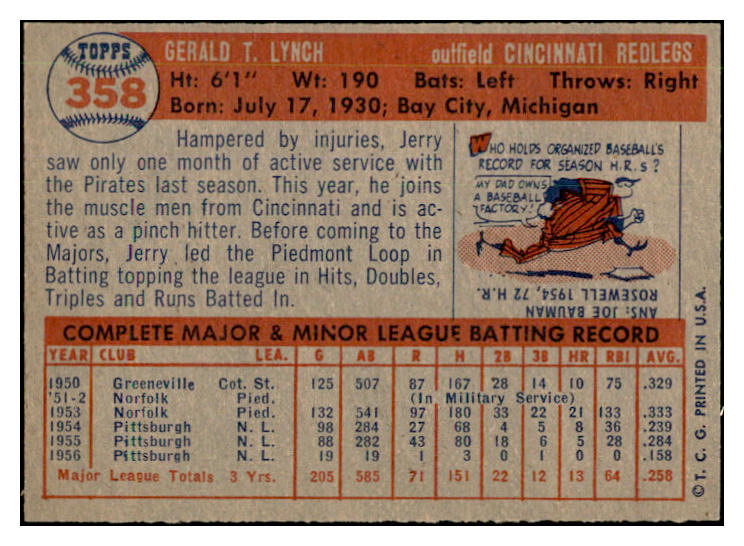 TOPPS
358
GERALD T. LYNCH outfield CINCINNATI REDLEGS
Ht: 6'1" Wt: 190 Bats: Left Throws: Right
Born: July 17, 1930; Bay City, Michigan
Hampered by injuries, Jerry
saw only one month of active service with
the Pirates last season. This year, he joins
the muscle men from Cincinnati and is ac-
tive as a pinch hitter. Before coming to the
Majors, Jerry led the Piedmont Loop in
Batting topping the league in Hits, Doubles,
Triples and Runs Batted In.
WHO HOLDS ORGANIZED BASEBALL'S
RECORD FOR SEASON H.R.S?
MY DAD OWNS
A BASEBALL
FACTORY!
ANS: JOE BAUMAN
ROSEWELL 1954, 72 H.R.
COMPLETE MAJOR & MINOR LEAGUE BATTING RECORD
YEAR CLUB LEA. G AB R H 2B 3B HR RBI AVG.
1950 Greeneville Cot. St. 125 507 87 167 28 14 10 75 .329
'51-2 Norfolk Pied. (In Military Service)
1953 Norfolk Pied. 132 541 97 180 33 22 21 133 .333
1954 Pittsburgh N. L. 98 284 27 68 4 5 8 36 .239
1955 Pittsburgh N. L. 88 282 43 80 18 6 5 28 .284
1956 Pittsburgh N. L. 19 19 1 3 0 1 0 0 .158
Major League Totals 3 Yrs. 205 585 71 151 22 12 13 64 .258
© T. C. G. PRINTED IN U.S.A.